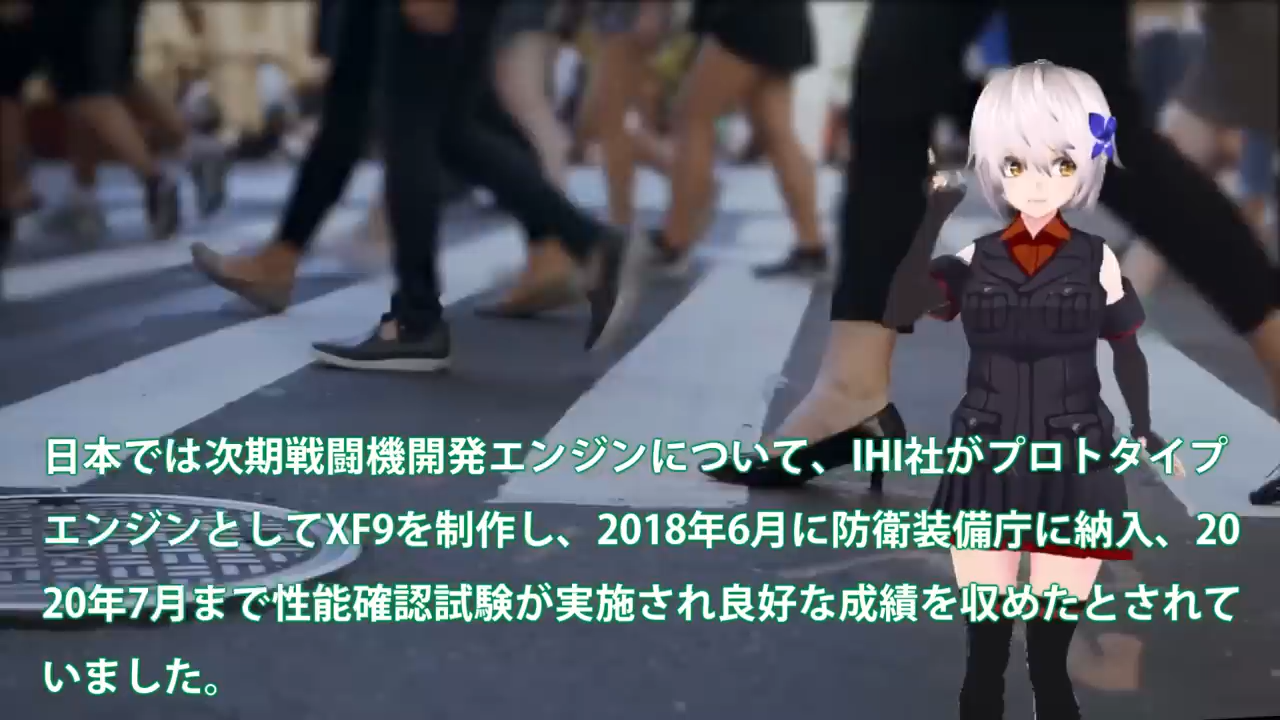 日本では次期戦闘機開発エンジンについて、IHI社がプロトタイプ
エンジンとしてXF9を制作し、2018年6月に防衛装備庁に納入、20
20年7月まで性能確認試験が実施され良好な成績を収めたとされて
いました。